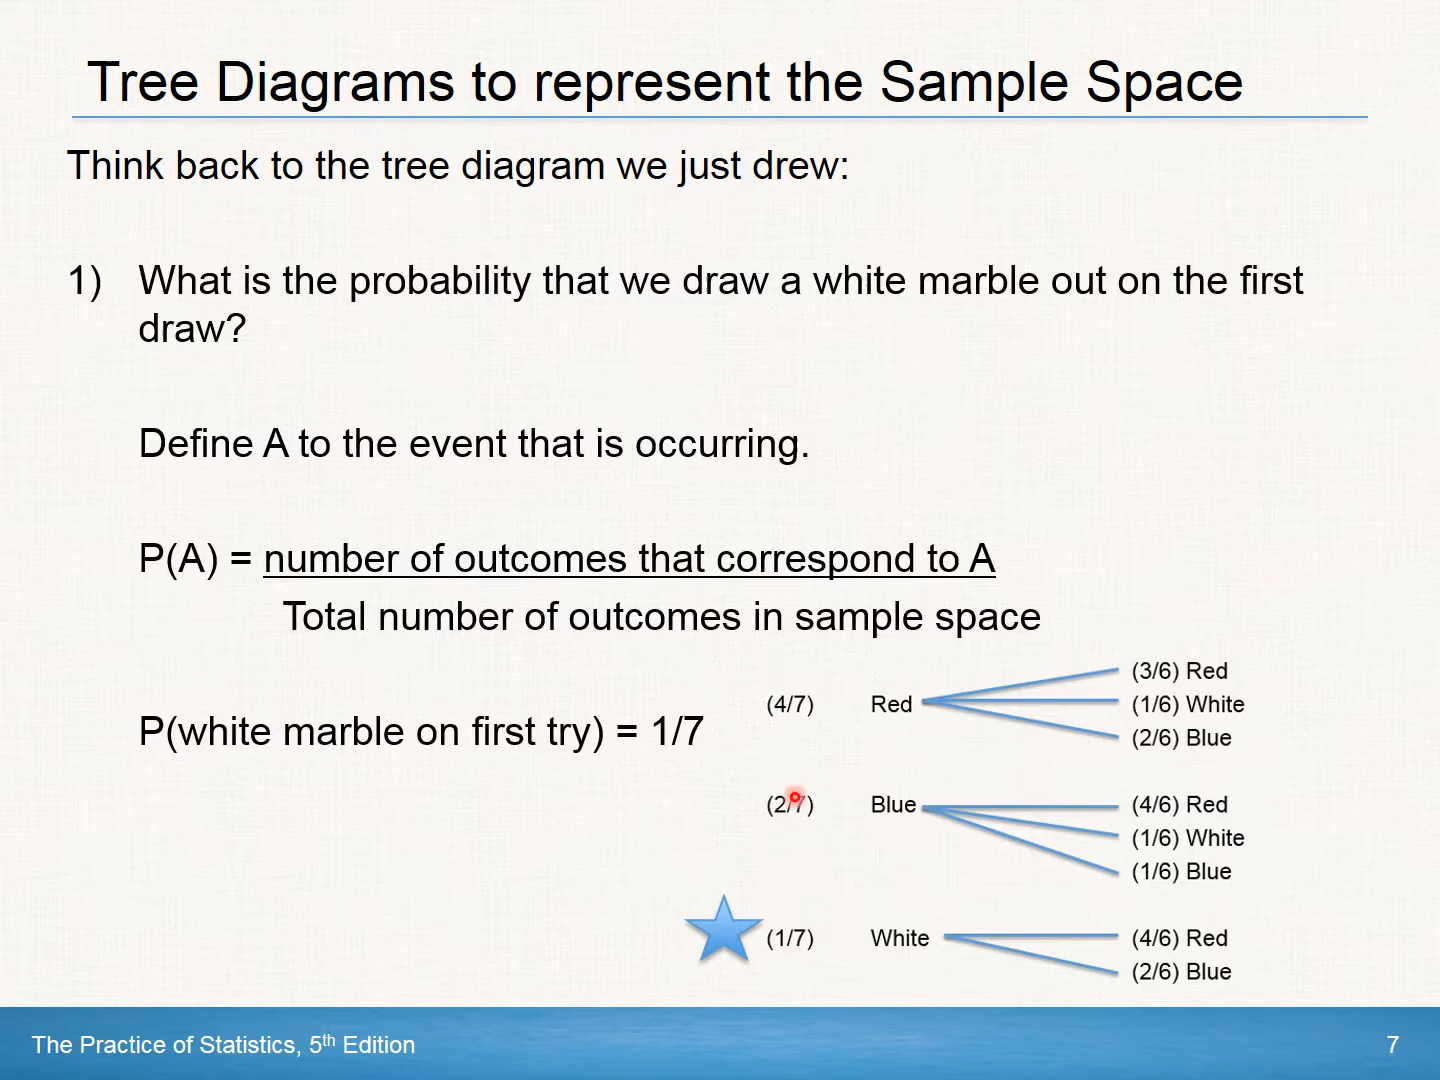 Tree Diagrams to represent the Sample Space
Think back to the tree diagram we just drew:
1) What is the probability that we draw a white marble out on the first
draw?
Define A to the event that is occurring.
P(A) = number of outcomes that correspond to A
Total number of outcomes in sample space
P(white marble on first try) = 1/7
(3/6) Red
(4/7) Red (1/6) White
(2/6) Blue
(2/7) Blue (4/6) Red
(1/6) White
(1/6) Blue
(1/7) White (4/6) Red
(2/6) Blue
The Practice of Statistics, 5th Edition 7